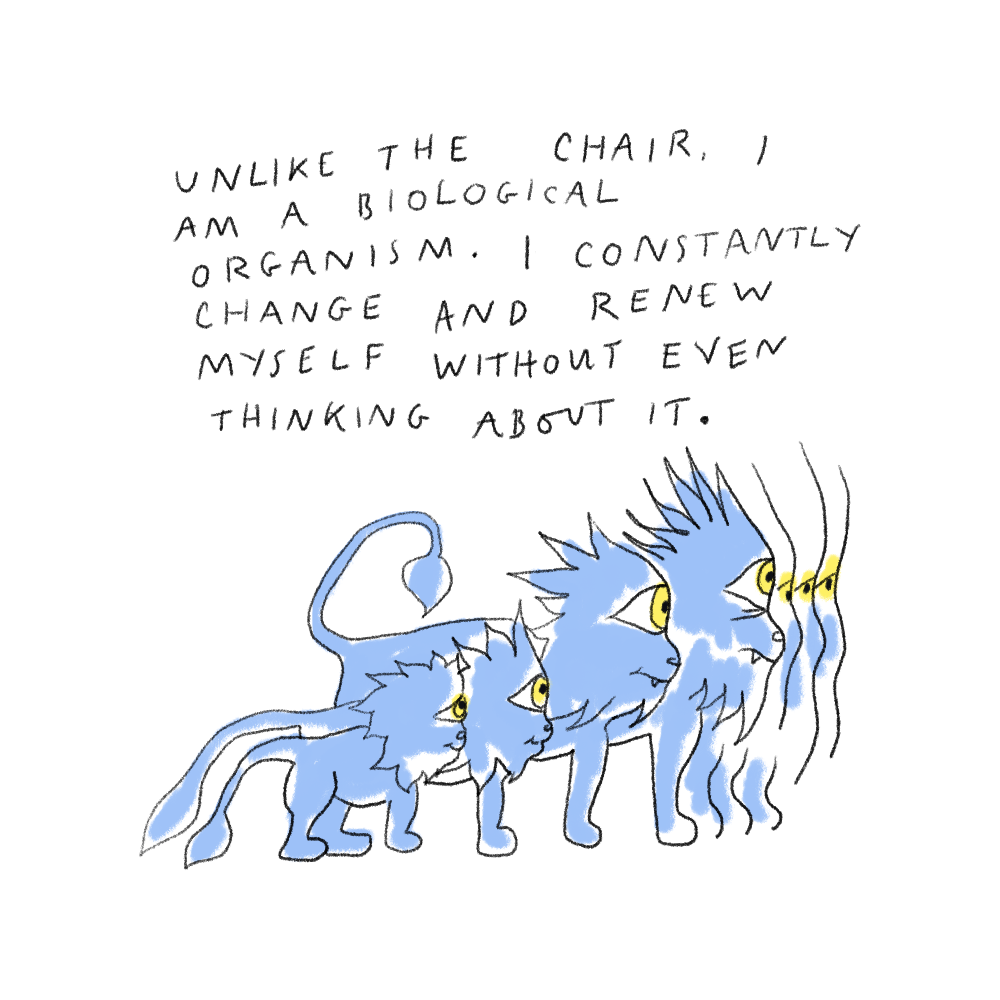 UNLIKE THE CHAIR, I
AM A BIOLOGICAL
ORGANISM. I CONSTANTLY
CHANGE AND RENEW
MYSELF WITHOUT EVEN
THINKING ABOUT IT.